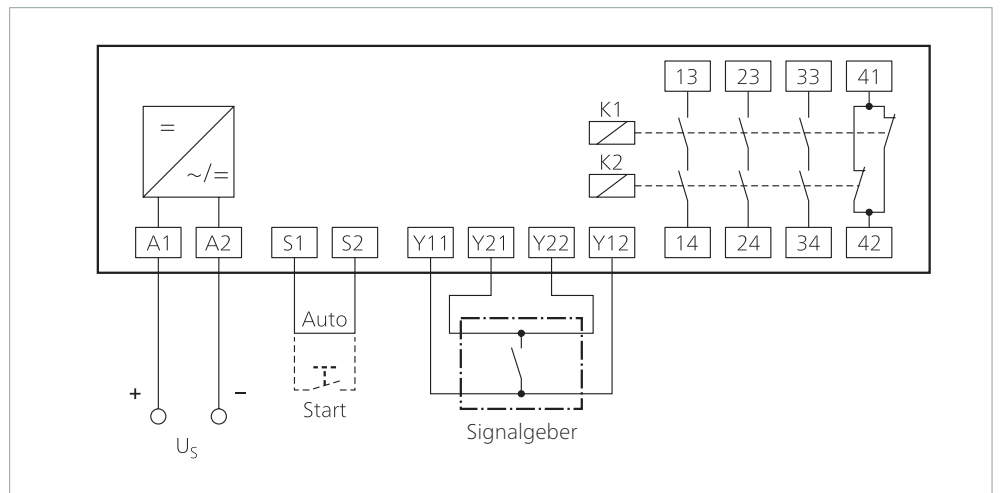 13 23 33 41
K1
=
~/=
K2
A1 A2 S1 S2 Y11 Y21 Y22 Y12 14 24 34 42
Auto
+ −
Start
U_S
Signalgeber